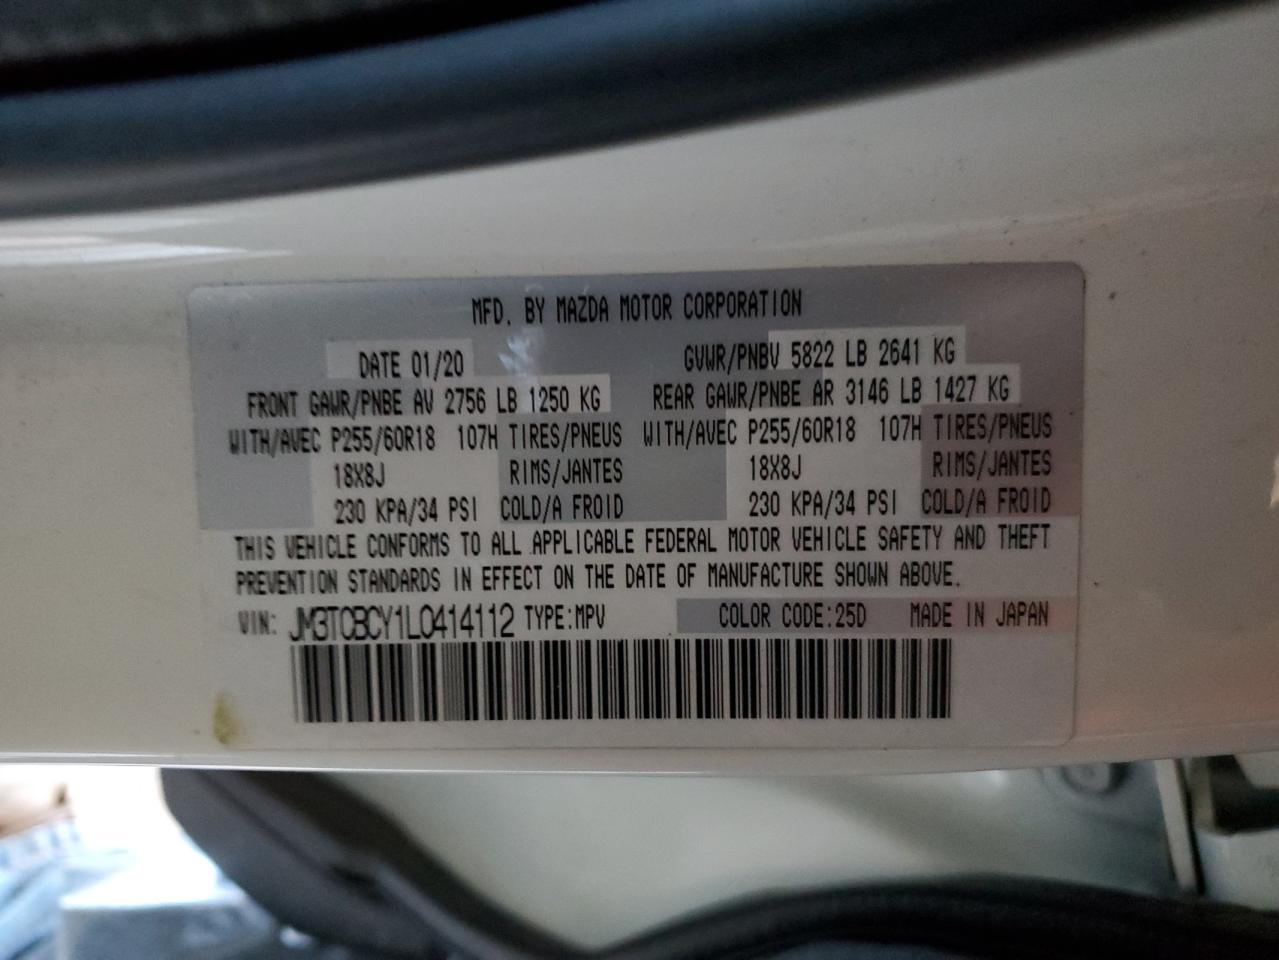 MFD. BY MAZDA MOTOR CORPORATION
DATE 01/20 GVWR/PNBV 5822 LB 2641 KG
FRONT GAWR/PNBE AV 2756 LB 1250 KG REAR GAWR/PNBE AR 3146 LB 1427 KG
WITH/AVEC P255/60R18 107H TIRES/PNEUS WITH/AVEC P255/60R18 107H TIRES/PNEUS
18X8J RIMS/JANTES 18X8J RIMS/JANTES
230 KPA/34 PSI COLD/A FROID 230 KPA/34 PSI COLD/A FROID
THIS VEHICLE CONFORMS TO ALL APPLICABLE FEDERAL MOTOR VEHICLE SAFETY AND THEFT
PREVENTION STANDARDS IN EFFECT ON THE DATE OF MANUFACTURE SHOWN ABOVE.
VIN: JM3TCBCY1L0414112 TYPE:MPV COLOR CODE:25D MADE IN JAPAN